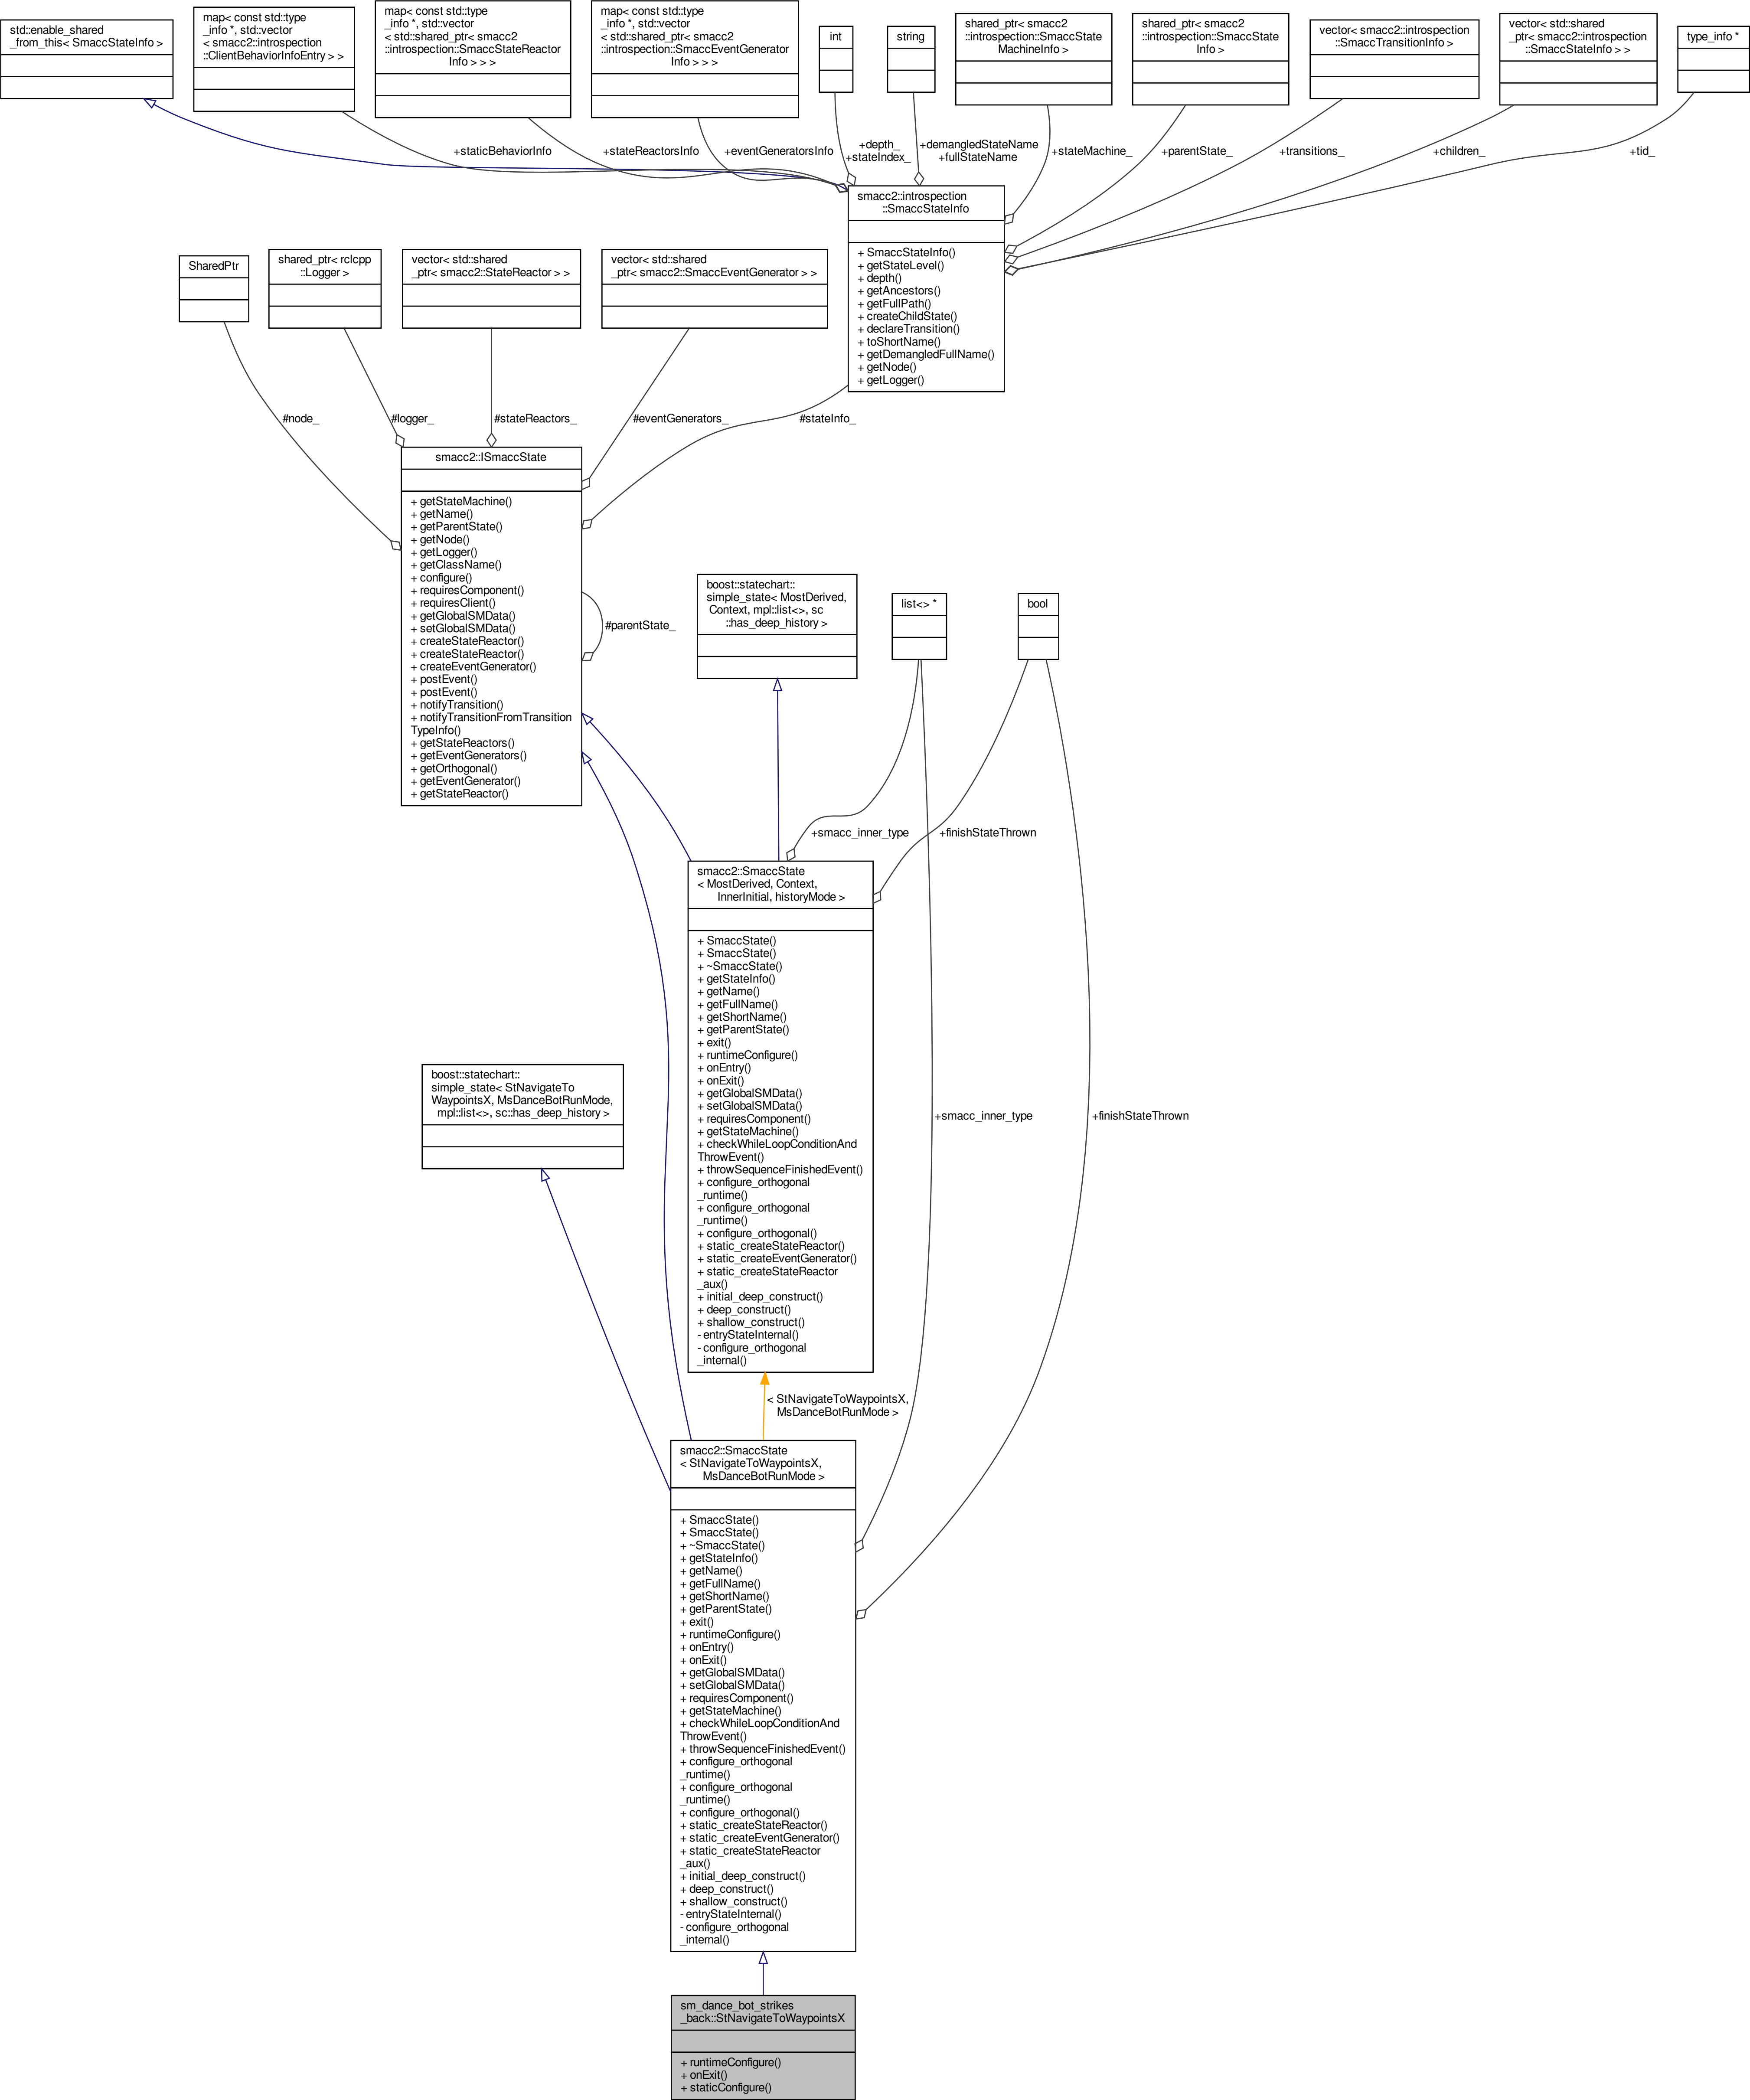 std::enable_shared
_from_this< SmaccStateInfo >
map< const std::type
_info *, std::vector
< smacc2::introspection
::ClientBehaviorInfoEntry > >
map< const std::type
_info *, std::vector
< std::shared_ptr< smacc2
::introspection::SmaccStateReactor
Info > > >
map< const std::type
_info *, std::vector
< std::shared_ptr< smacc2
::introspection::SmaccEventGenerator
Info > > >
int
string
shared_ptr< smacc2
::introspection::SmaccState
MachineInfo >
shared_ptr< smacc2
::introspection::SmaccState
Info >
vector< smacc2::introspection
::SmaccTransitionInfo >
vector< std::shared
_ptr< smacc2::introspection
::SmaccStateInfo > >
type_info *
+staticBehaviorInfo
+stateReactorsInfo
+eventGeneratorsInfo
+depth_
+stateIndex_
+demangledStateName
+fullStateName
+stateMachine_
+parentState_
+transitions_
+children_
+tid_
smacc2::introspection
::SmaccStateInfo
+ SmaccStateInfo()
+ getStateLevel()
+ depth()
+ getAncestors()
+ getFullPath()
+ createChildState()
+ declareTransition()
+ toShortName()
+ getDemangledFullName()
+ getNode()
+ getLogger()
SharedPtr
shared_ptr< rclcpp
::Logger >
vector< std::shared
_ptr< smacc2::StateReactor > >
vector< std::shared
_ptr< smacc2::SmaccEventGenerator > >
#node_
#logger_
#stateReactors_
#eventGenerators_
#stateInfo_
smacc2::ISmaccState
+ getStateMachine()
+ getName()
+ getParentState()
+ getNode()
+ getLogger()
+ getClassName()
+ configure()
+ requiresComponent()
+ requiresClient()
+ getGlobalSMData()
+ setGlobalSMData()
+ createStateReactor()
+ createStateReactor()
+ createEventGenerator()
+ postEvent()
+ postEvent()
+ notifyTransition()
+ notifyTransitionFromTransition
TypeInfo()
+ getStateReactors()
+ getEventGenerators()
+ getOrthogonal()
+ getEventGenerator()
+ getStateReactor()
#parentState_
boost::statechart::
simple_state< MostDerived,
Context, mpl::list<>, sc
::has_deep_history >
list<> *
bool
+smacc_inner_type
+finishStateThrown
smacc2::SmaccState
< MostDerived, Context,
InnerInitial, historyMode >
+ SmaccState()
+ SmaccState()
+ ~SmaccState()
+ getStateInfo()
+ getName()
+ getFullName()
+ getShortName()
+ getParentState()
+ exit()
+ runtimeConfigure()
+ onEntry()
+ onExit()
+ getGlobalSMData()
+ setGlobalSMData()
+ requiresComponent()
+ getStateMachine()
+ checkWhileLoopConditionAnd
ThrowEvent()
+ throwSequenceFinishedEvent()
+ configure_orthogonal
_runtime()
+ configure_orthogonal
_runtime()
+ configure_orthogonal()
+ static_createStateReactor()
+ static_createEventGenerator()
+ static_createStateReactor
_aux()
+ initial_deep_construct()
+ deep_construct()
+ shallow_construct()
- entryStateInternal()
- configure_orthogonal
_internal()
boost::statechart::
simple_state< StNavigateTo
WaypointsX, MsDanceBotRunMode,
mpl::list<>, sc::has_deep_history >
+smacc_inner_type
+finishStateThrown
< StNavigateToWaypointsX,
MsDanceBotRunMode >
smacc2::SmaccState
< StNavigateToWaypointsX,
MsDanceBotRunMode >
+ SmaccState()
+ SmaccState()
+ ~SmaccState()
+ getStateInfo()
+ getName()
+ getFullName()
+ getShortName()
+ getParentState()
+ exit()
+ runtimeConfigure()
+ onEntry()
+ onExit()
+ getGlobalSMData()
+ setGlobalSMData()
+ requiresComponent()
+ getStateMachine()
+ checkWhileLoopConditionAnd
ThrowEvent()
+ throwSequenceFinishedEvent()
+ configure_orthogonal
_runtime()
+ configure_orthogonal
_runtime()
+ configure_orthogonal()
+ static_createStateReactor()
+ static_createEventGenerator()
+ static_createStateReactor
_aux()
+ initial_deep_construct()
+ deep_construct()
+ shallow_construct()
- entryStateInternal()
- configure_orthogonal
_internal()
sm_dance_bot_strikes
_back::StNavigateToWaypointsX
+ runtimeConfigure()
+ onExit()
+ staticConfigure()